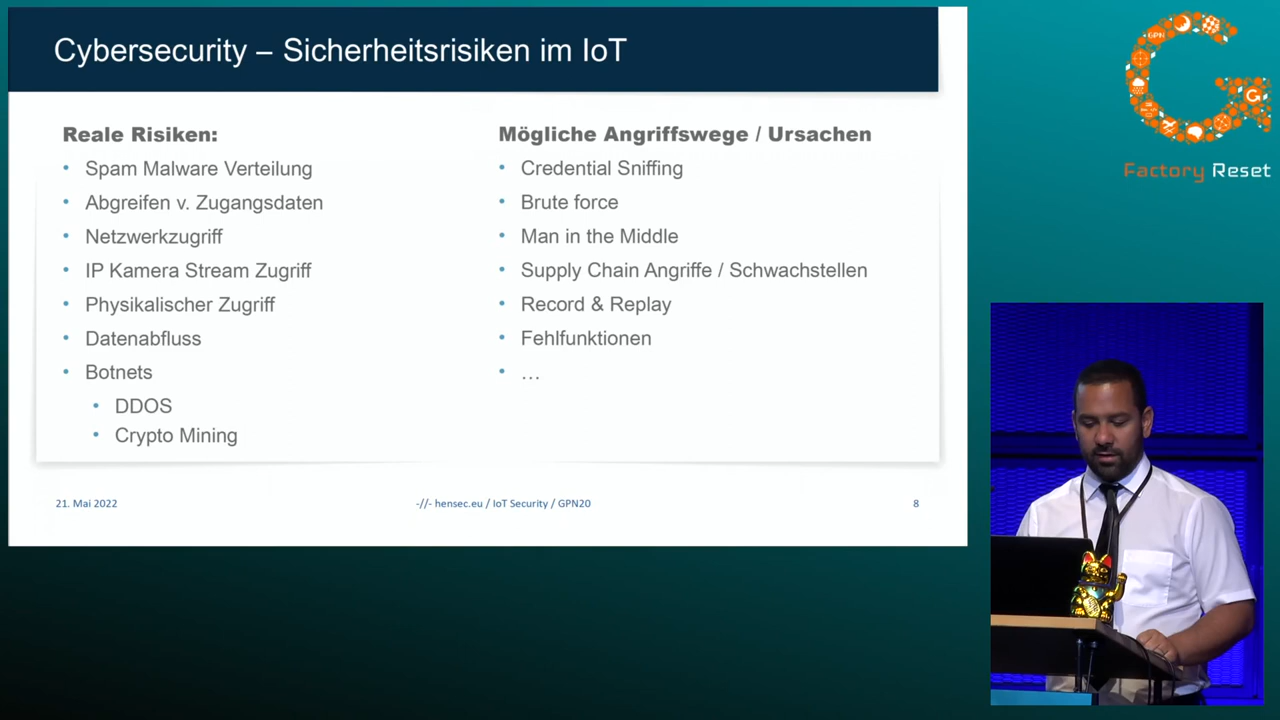 Cybersecurity – Sicherheitsrisiken im IoT
Reale Risiken:
• Spam Malware Verteilung
• Abgreifen v. Zugangsdaten
• Netzwerkzugriff
• IP Kamera Stream Zugriff
• Physikalischer Zugriff
• Datenabfluss
• Botnets
• DDOS
• Crypto Mining
Mögliche Angriffswege / Ursachen
• Credential Sniffing
• Brute force
• Man in the Middle
• Supply Chain Angriffe / Schwachstellen
• Record & Replay
• Fehlfunktionen
• …
21. Mai 2022
-//- hensec.eu / IoT Security / GPN20
8
GPN
G
Factory Reset